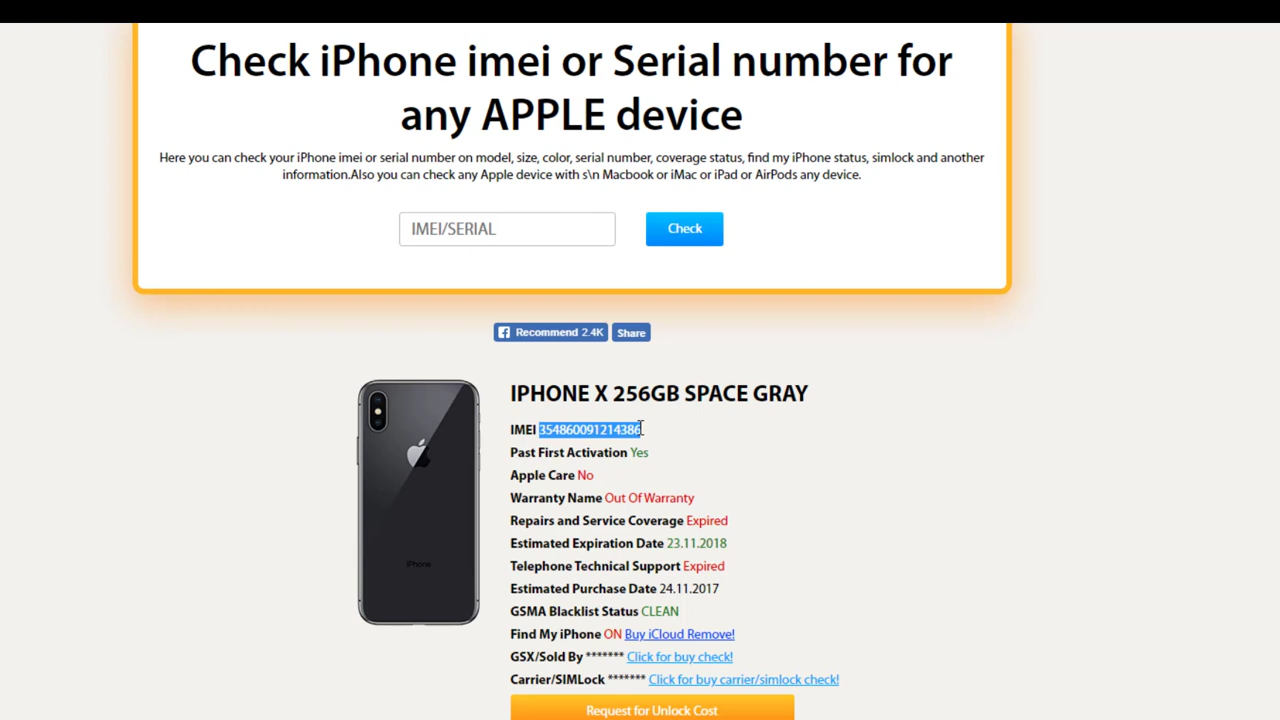 Check iPhone imei or Serial number for
any APPLE device
Here you can check your iPhone imei or serial number on model, size, color, serial number, coverage status, find my iPhone status, simlock and another
information.Also you can check any Apple device with s\n Macbook or iMac or iPad or AirPods any device.
IMEI/SERIAL
Check
Recommend 2.4K
Share
IPHONE X 256GB SPACE GRAY
IMEI 354860091214386
Past First Activation Yes
Apple Care No
Warranty Name Out Of Warranty
Repairs and Service Coverage Expired
Estimated Expiration Date 23.11.2018
Telephone Technical Support Expired
Estimated Purchase Date 24.11.2017
GSMA Blacklist Status CLEAN
Find My iPhone ON Buy iCloud Remove!
GSX/Sold By ******* Click for buy check!
Carrier/SIMLock ******* Click for buy carrier/simlock check!
Request for Unlock Cost
iPhone